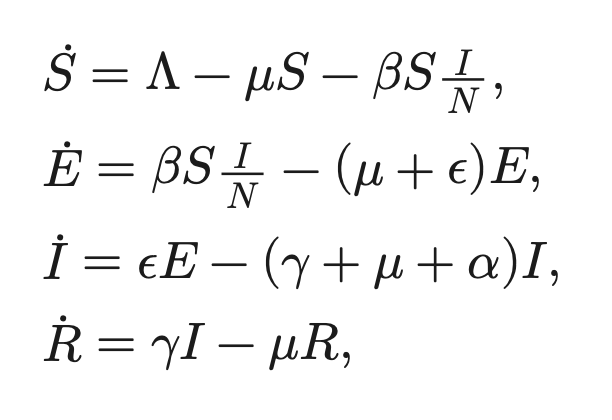 Ṡ = Λ − μS − βS I/N,
Ė = βS I/N − (μ + ϵ)E,
İ = ϵE − (γ + μ + α)I,
Ṙ = γI − μR,